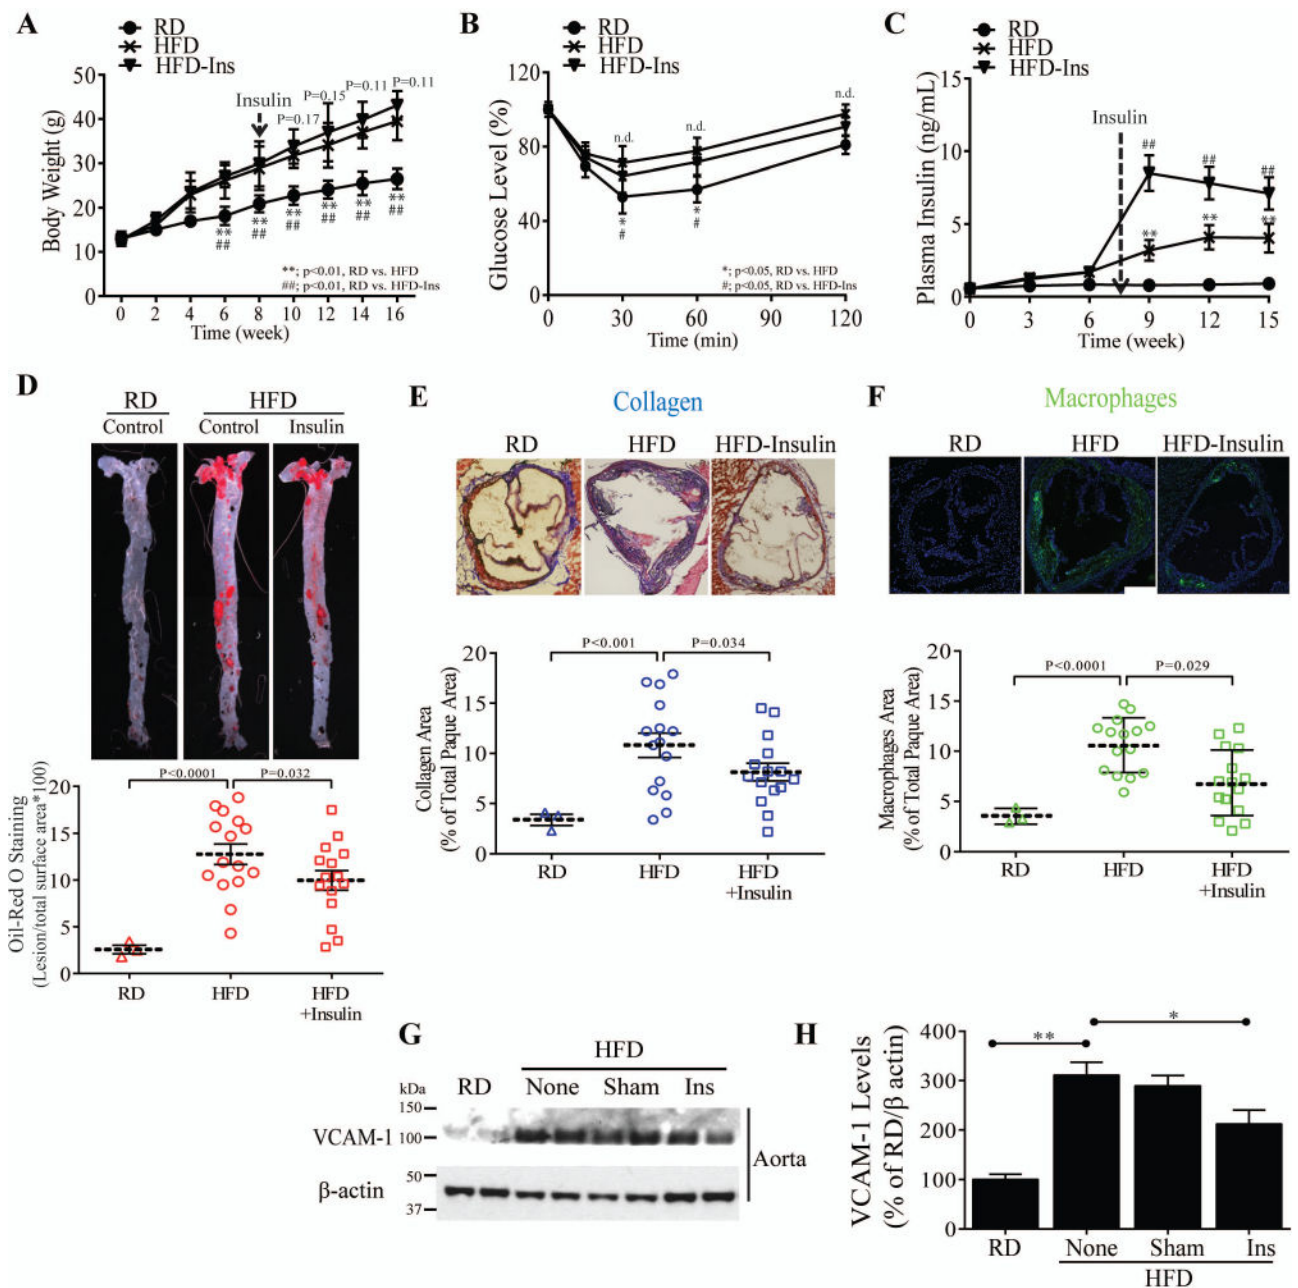 A
RD
HFD
HFD-Ins
Body Weight (g)
50
40
30
20
10
0
Insulin
P=0.17
P=0.15
P=0.11
P=0.11
** ** ** ** ** **
## ## ## ## ## ##
**; p<0.01, RD vs. HFD
##; p<0.01, RD vs. HFD-Ins
0 2 4 6 8 10 12 14 16
Time (week)
B
RD
HFD
HFD-Ins
Glucose Level (%)
120
80
40
0
n.d.
n.d.
n.d.
* *
# #
*; p<0.05, RD vs. HFD
#; p<0.05, RD vs. HFD-Ins
0 30 60 90 120
Time (min)
C
RD
HFD
HFD-Ins
Plasma Insulin (ng/mL)
15
10
5
0
Insulin
## ## ##
** ** **
0 3 6 9 12 15
Time (week)
D
RD HFD
Control Control Insulin
Oil-Red O Staining
(Lesion/total surface area*100)
20
15
10
5
0
P<0.0001 P=0.032
RD HFD HFD
+Insulin
E
Collagen
RD HFD HFD-Insulin
Collagen Area
(% of Total Paque Area)
20
15
10
5
0
P<0.001 P=0.034
RD HFD HFD
+Insulin
F
Macrophages
RD HFD HFD-Insulin
Macrophages Area
(% of Total Paque Area)
20
15
10
5
0
P<0.0001 P=0.029
RD HFD HFD
+Insulin
G
HFD
kDa RD None Sham Ins
150
VCAM-1 100
50
β-actin
37
Aorta
H
VCAM-1 Levels
(% of RD/β actin)
400
300
200
100
0
** *
RD None Sham Ins
HFD